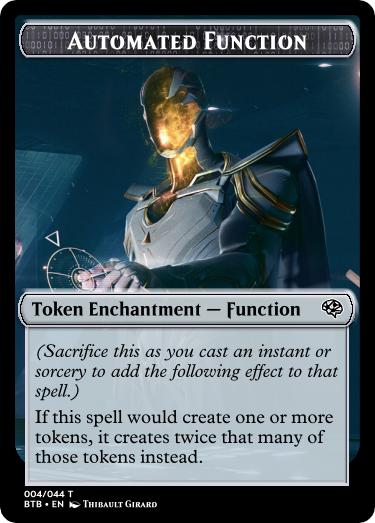 AUTOMATED FUNCTION
Token Enchantment — Function
(Sacrifice this as you cast an instant or
sorcery to add the following effect to that
spell.)
If this spell would create one or more
tokens, it creates twice that many of
those tokens instead.
004/044 T
BTB • EN Thibault Girard